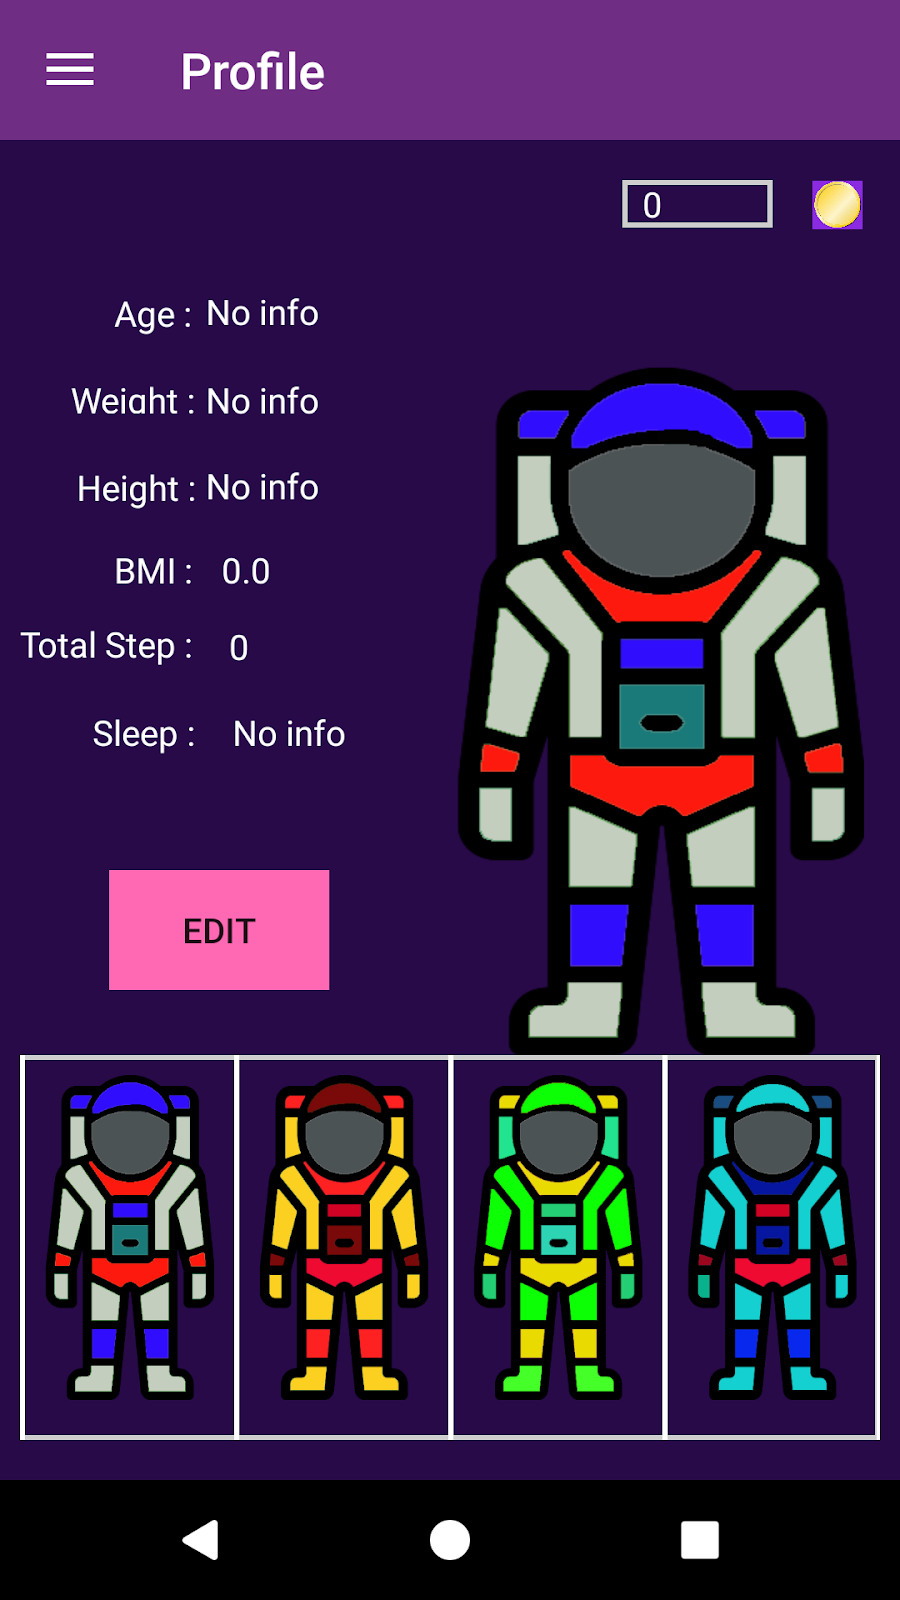 Profile
0
Age : No info
Weight : No info
Height : No info
BMI : 0.0
Total Step : 0
Sleep : No info
EDIT